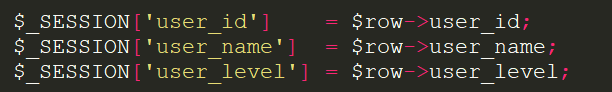 $_SESSION['user_id']    = $row->user_id;
$_SESSION['user_name']  = $row->user_name;
$_SESSION['user_level'] = $row->user_level;